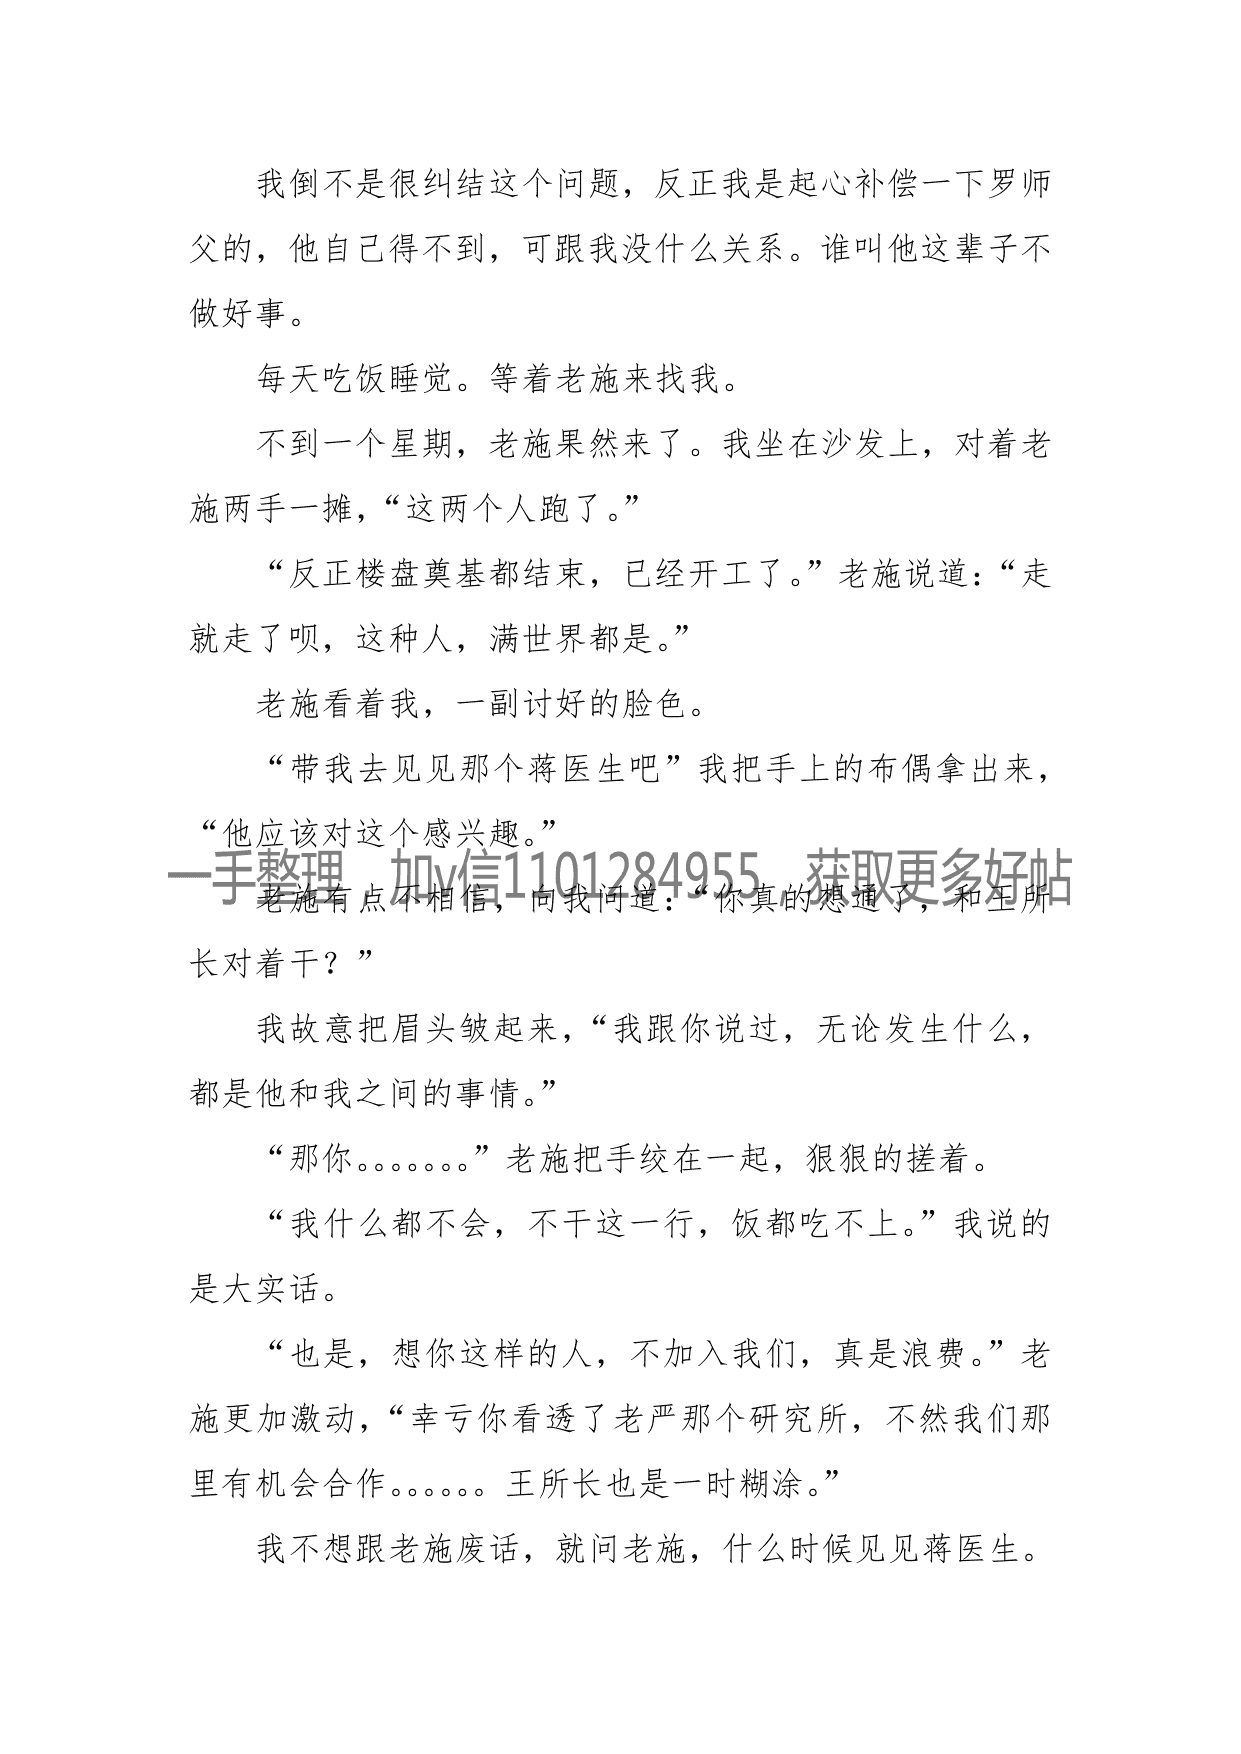 我倒不是很纠结这个问题，反正我是起心补偿一下罗师
父的，他自己得不到，可跟我没什么关系。谁叫他这辈子不
做好事。
每天吃饭睡觉。等着老施来找我。
不到一个星期，老施果然来了。我坐在沙发上，对着老
施两手一摊，“这两个人跑了。”
“反正楼盘奠基都结束，已经开工了。”老施说道：“走
就走了呗，这种人，满世界都是。”
老施看着我，一副讨好的脸色。
“带我去见见那个蒋医生吧”我把手上的布偶拿出来，
“他应该对这个感兴趣。”
一手整理，加v信1101284955，获取更多好帖
老施有点不相信，向我问道：“你真的想通了，和王所
长对着干？”
我故意把眉头皱起来，“我跟你说过，无论发生什么，
都是他和我之间的事情。”
“那你。。。。。。。”老施把手绞在一起，狠狠的搓着。
“我什么都不会，不干这一行，饭都吃不上。”我说的
是大实话。
“也是，想你这样的人，不加入我们，真是浪费。”老
施更加激动，“幸亏你看透了老严那个研究所，不然我们那
里有机会合作。。。。。。王所长也是一时糊涂。”
我不想跟老施废话，就问老施，什么时候见见蒋医生。